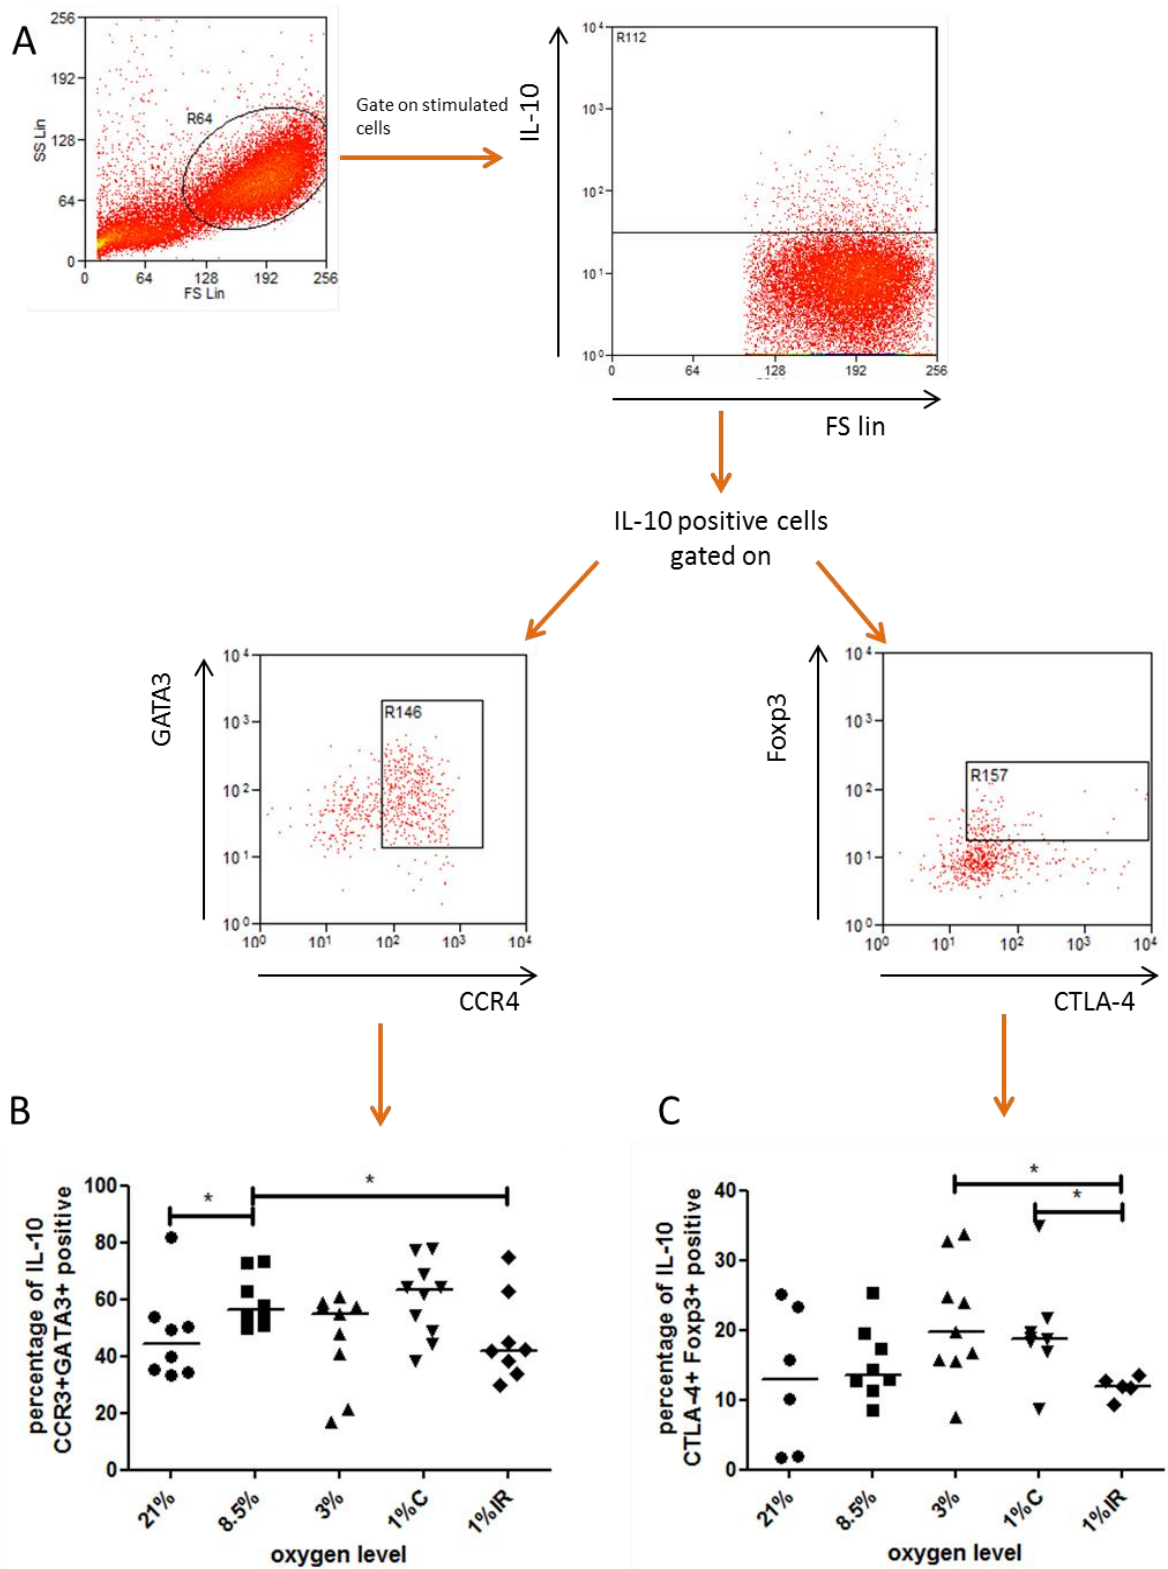 A
256
192
128
64
0
SS Lin
R64
0 64 128 192 256
FS Lin
Gate on stimulated
cells
IL-10
10⁴
10³
10²
10¹
10⁰
R112
0 64 128 192 256
FS lin
IL-10 positive cells
gated on
GATA3
10⁴
10³
10²
10¹
10⁰
R146
10⁰ 10¹ 10² 10³ 10⁴
CCR4
Foxp3
10⁴
10³
10²
10¹
10⁰
R157
10⁰ 10¹ 10² 10³ 10⁴
CTLA-4
B
percentage of IL-10
CCR3+GATA3+ positive
100
80
60
40
20
0
*
*
21% 8.5% 3% 1%C 1%IR
oxygen level
C
percentage of IL-10
CTLA-4+ Foxp3+ positive
40
30
20
10
0
*
*
21% 8.5% 3% 1%C 1%IR
oxygen level